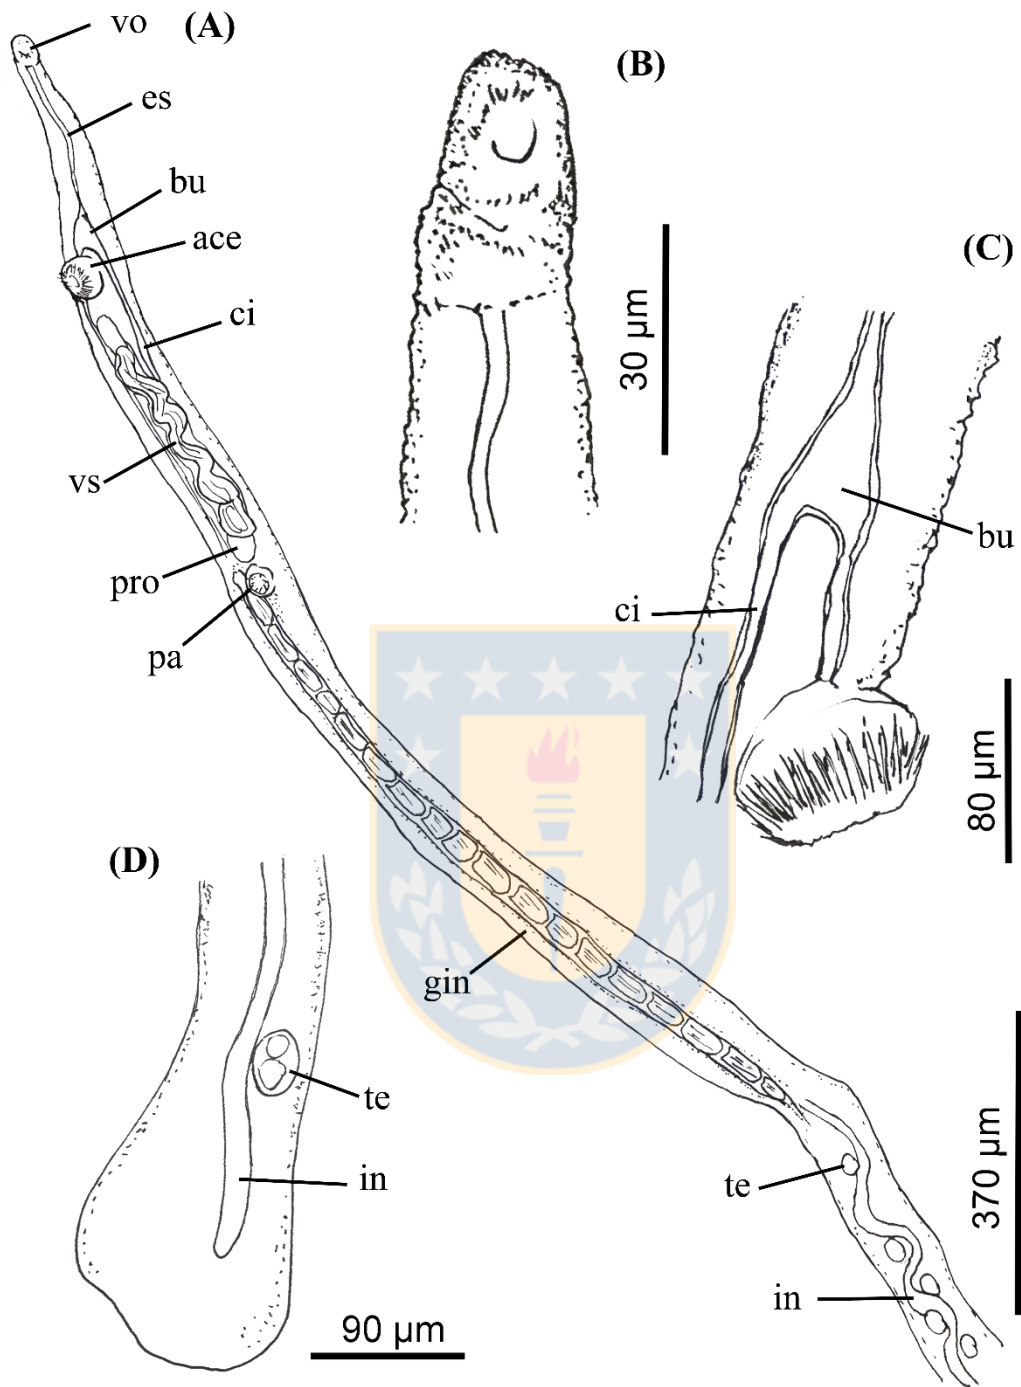 (A)
vo
es
bu
ace
ci
vs
pro
pa
gin
te
in
370 µm
(B)
30 µm
(C)
bu
ci
80 µm
(D)
te
in
90 µm